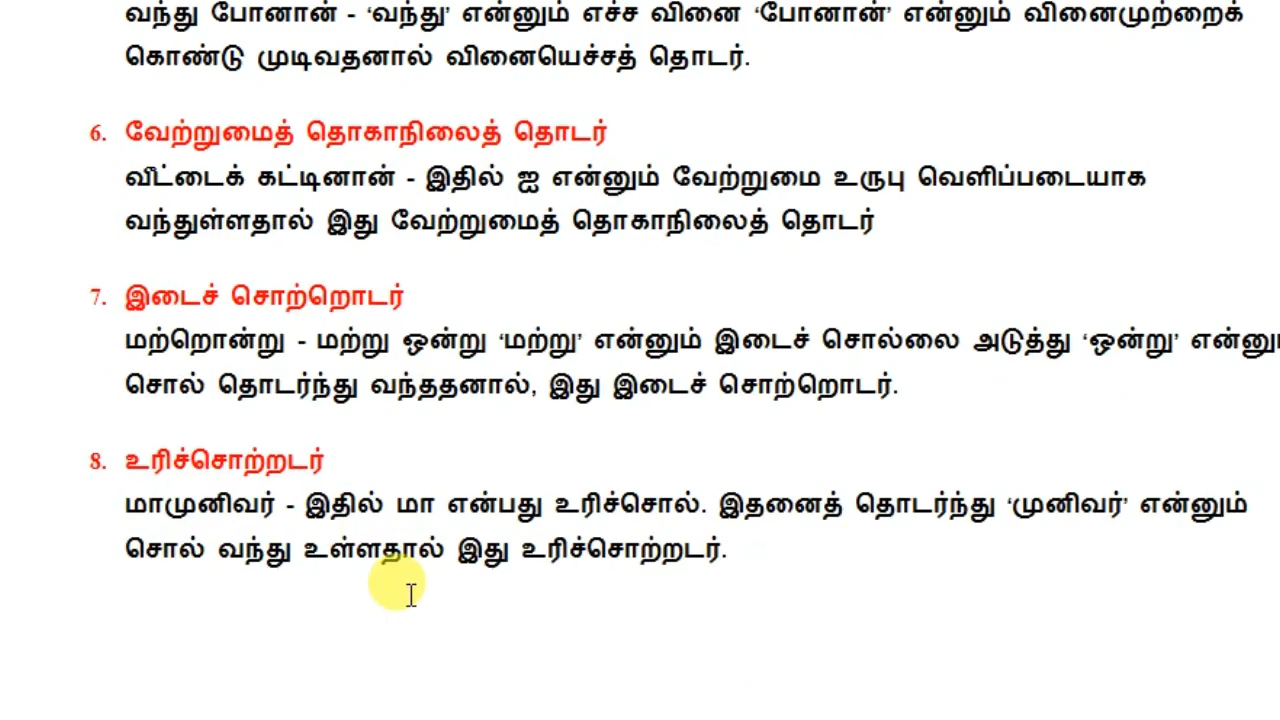 வந்து போனான் - ‘வந்து’ என்னும் எச்ச வினை ‘போனான்’ என்னும் வினைமுற்றைக்
கொண்டு முடிவதனால் வினையெச்சத் தொடர்.
6. வேற்றுமைத் தொகாநிலைத் தொடர்
வீட்டைக் கட்டினான் - இதில் ஐ என்னும் வேற்றுமை உருபு வெளிப்படையாக
வந்துள்ளதால் இது வேற்றுமைத் தொகாநிலைத் தொடர்
7. இடைச் சொற்றொடர்
மற்றொன்று - மற்று ஒன்று ‘மற்று’ என்னும் இடைச் சொல்லை அடுத்து ‘ஒன்று’
சொல் தொடர்ந்து வந்ததனால், இது இடைச் சொற்றொடர்.
8. உரிச்சொற்றடர்
மாமுனிவர் - இதில் மா என்பது உரிச்சொல். இதனைத் தொடர்ந்து ‘முனிவர்’ என்னும்
சொல் வந்து உள்ளதால் இது உரிச்சொற்றடர்.